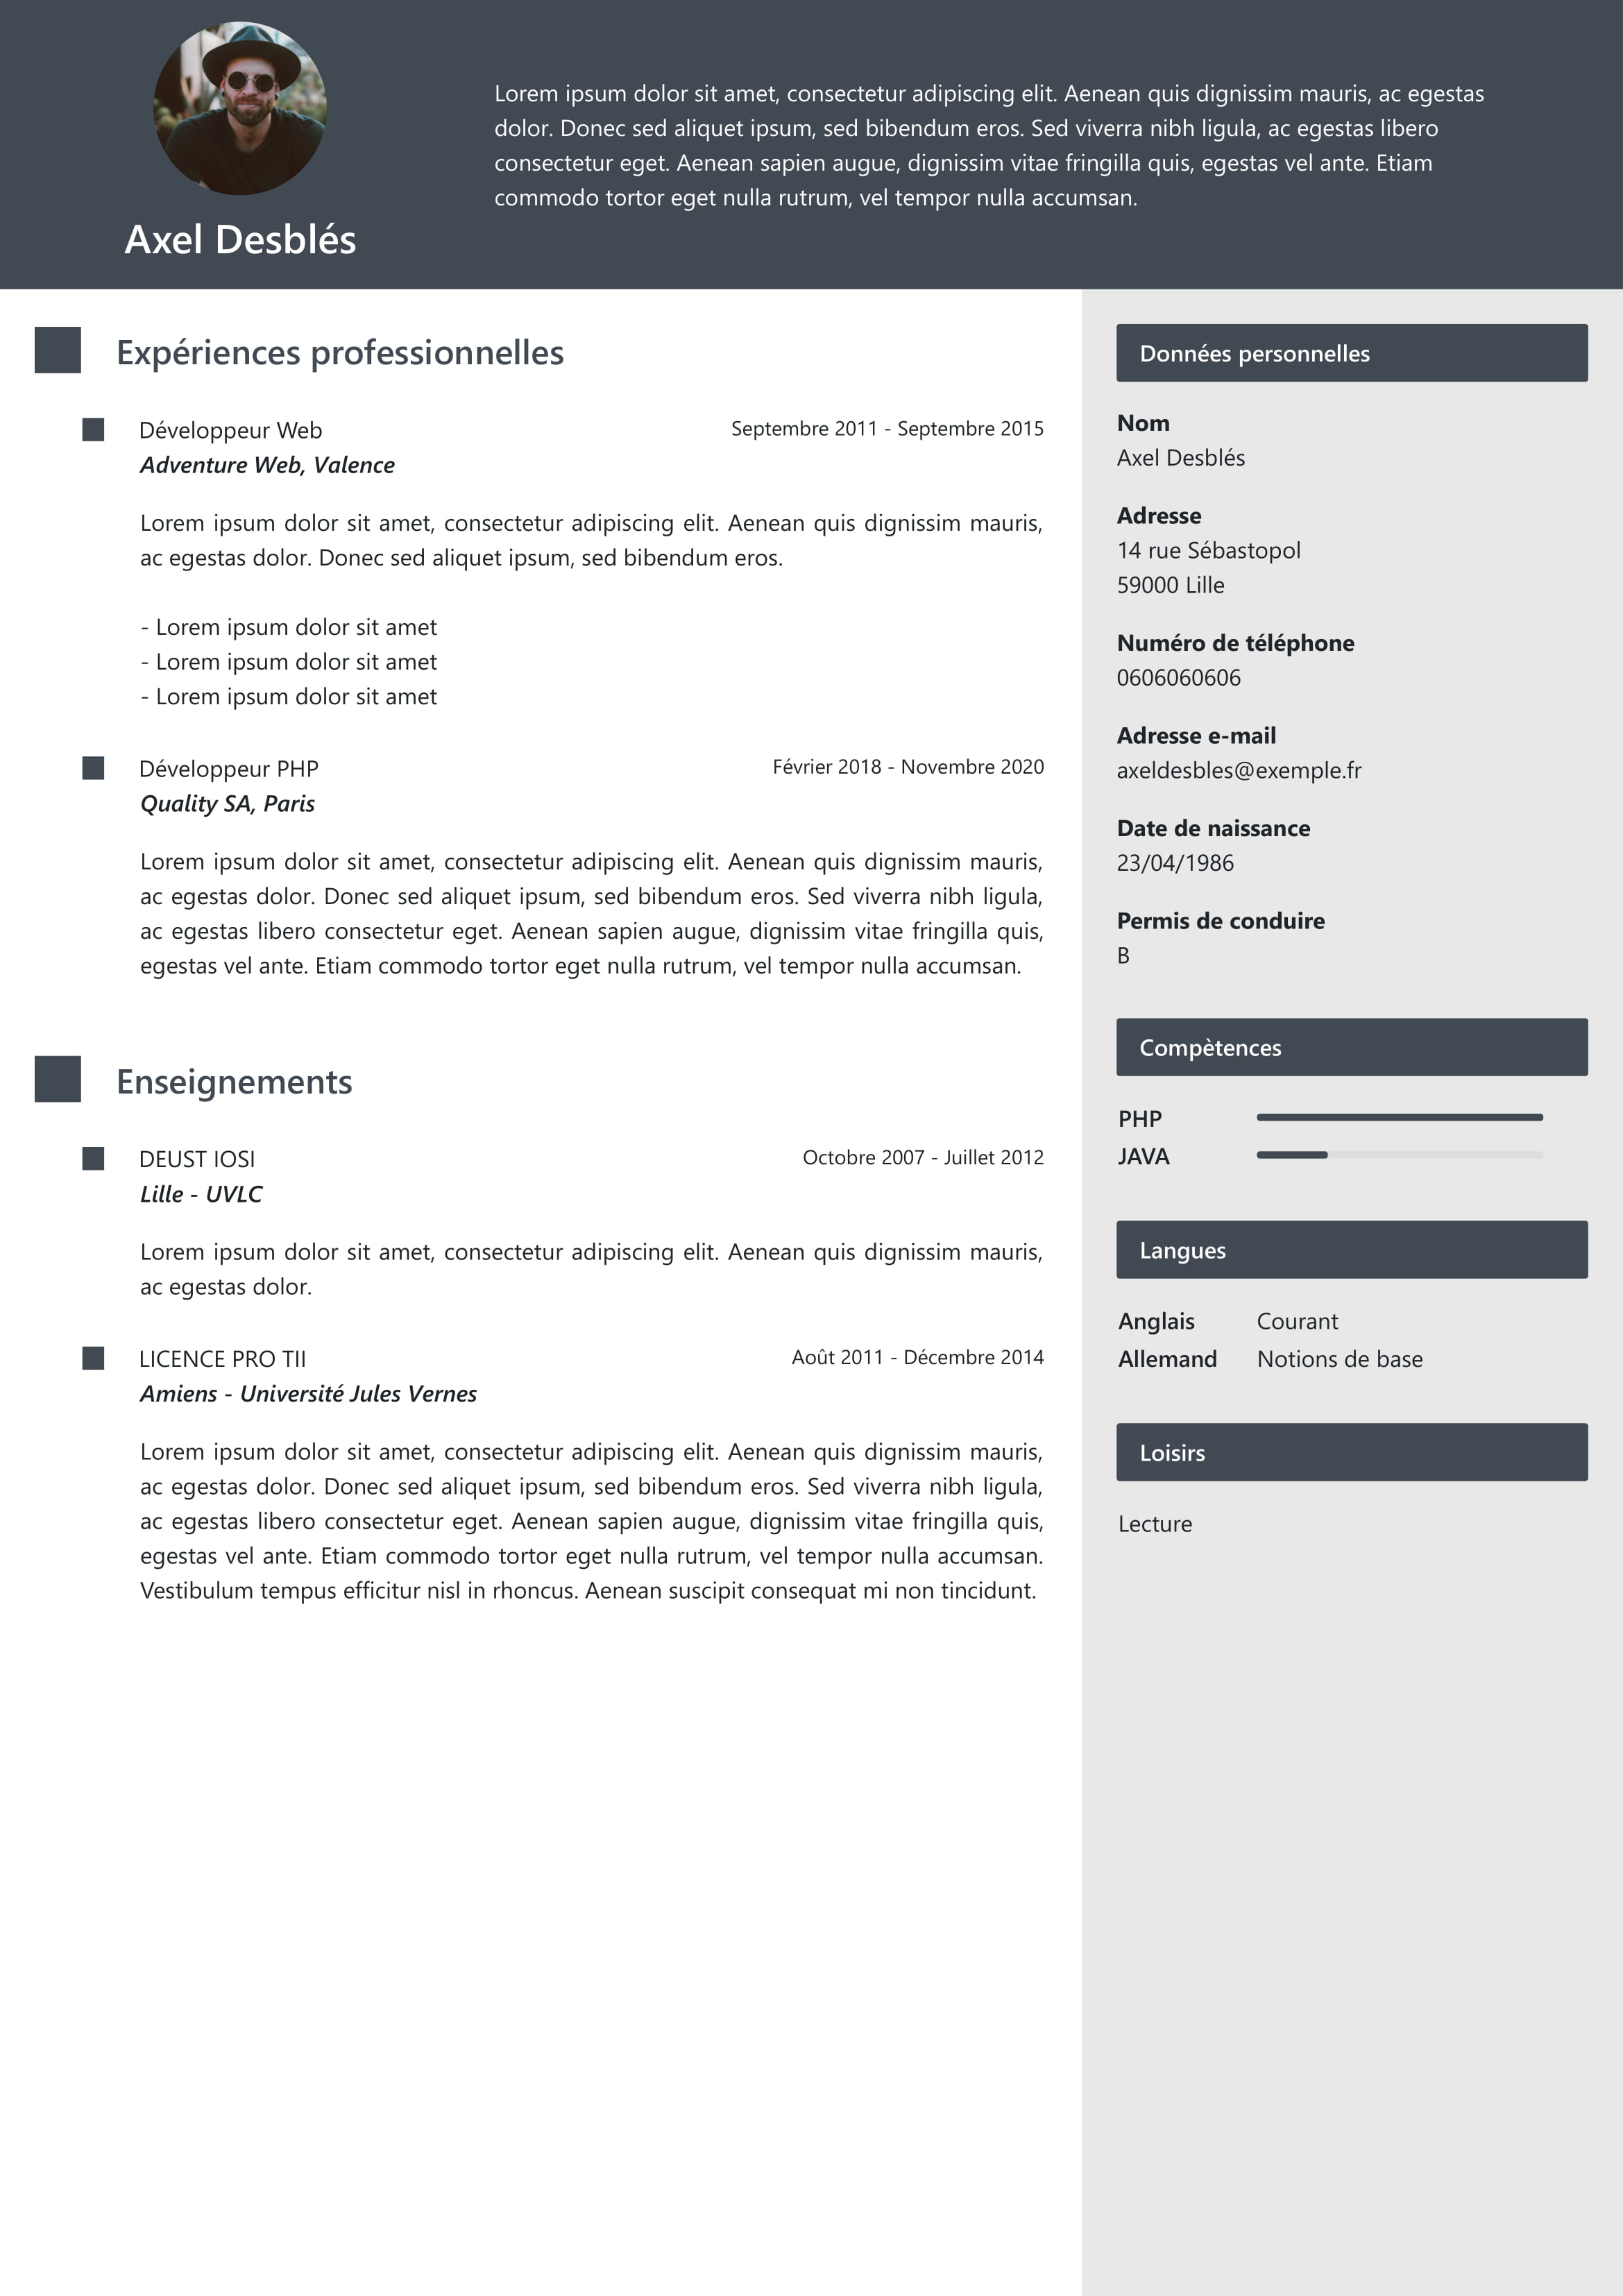 Axel Desblés
Lorem ipsum dolor sit amet, consectetur adipiscing elit. Aenean quis dignissim mauris, ac egestas
dolor. Donec sed aliquet ipsum, sed bibendum eros. Sed viverra nibh ligula, ac egestas libero
consectetur eget. Aenean sapien augue, dignissim vitae fringilla quis, egestas vel ante. Etiam
commodo tortor eget nulla rutrum, vel tempor nulla accumsan.
Expériences professionnelles
Développeur Web Septembre 2011 - Septembre 2015
Adventure Web, Valence
Lorem ipsum dolor sit amet, consectetur adipiscing elit. Aenean quis dignissim mauris,
ac egestas dolor. Donec sed aliquet ipsum, sed bibendum eros.
- Lorem ipsum dolor sit amet
- Lorem ipsum dolor sit amet
- Lorem ipsum dolor sit amet
Développeur PHP Février 2018 - Novembre 2020
Quality SA, Paris
Lorem ipsum dolor sit amet, consectetur adipiscing elit. Aenean quis dignissim mauris,
ac egestas dolor. Donec sed aliquet ipsum, sed bibendum eros. Sed viverra nibh ligula,
ac egestas libero consectetur eget. Aenean sapien augue, dignissim vitae fringilla quis,
egestas vel ante. Etiam commodo tortor eget nulla rutrum, vel tempor nulla accumsan.
Enseignements
DEUST IOSI Octobre 2007 - Juillet 2012
Lille - UVLC
Lorem ipsum dolor sit amet, consectetur adipiscing elit. Aenean quis dignissim mauris,
ac egestas dolor.
LICENCE PRO TII Août 2011 - Décembre 2014
Amiens - Université Jules Vernes
Lorem ipsum dolor sit amet, consectetur adipiscing elit. Aenean quis dignissim mauris,
ac egestas dolor. Donec sed aliquet ipsum, sed bibendum eros. Sed viverra nibh ligula,
ac egestas libero consectetur eget. Aenean sapien augue, dignissim vitae fringilla quis,
egestas vel ante. Etiam commodo tortor eget nulla rutrum, vel tempor nulla accumsan.
Vestibulum tempus efficitur nisl in rhoncus. Aenean suscipit consequat mi non tincidunt.
Données personnelles
Nom
Axel Desblés
Adresse
14 rue Sébastopol
59000 Lille
Numéro de téléphone
0606060606
Adresse e-mail
axeldesbles@exemple.fr
Date de naissance
23/04/1986
Permis de conduire
B
Compètences
PHP
JAVA
Langues
Anglais Courant
Allemand Notions de base
Loisirs
Lecture